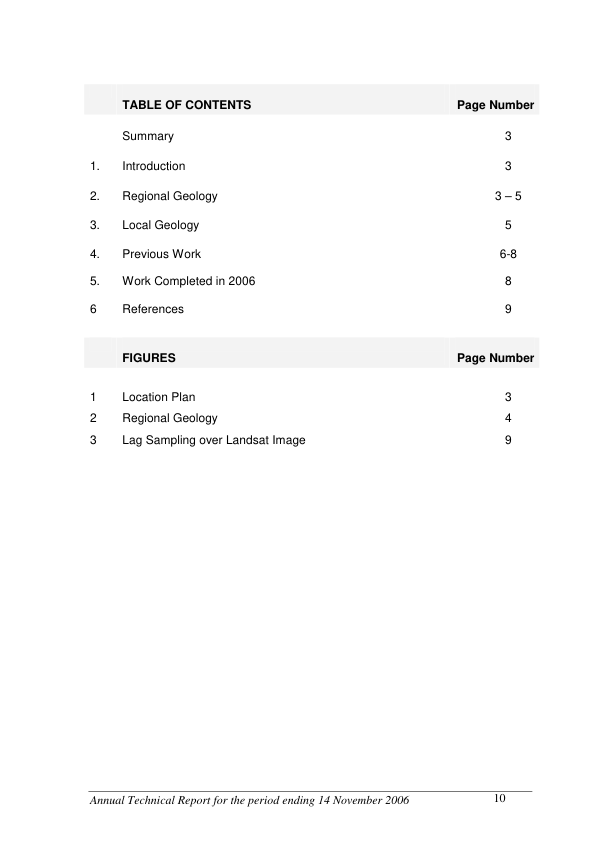 TABLE OF CONTENTS Page Number
Summary 3
1. Introduction 3
2. Regional Geology 3 – 5
3. Local Geology 5
4. Previous Work 6-8
5. Work Completed in 2006 8
6 References 9
FIGURES Page Number
1 Location Plan 3
2 Regional Geology 4
3 Lag Sampling over Landsat Image 9
Annual Technical Report for the period ending 14 November 2006 10